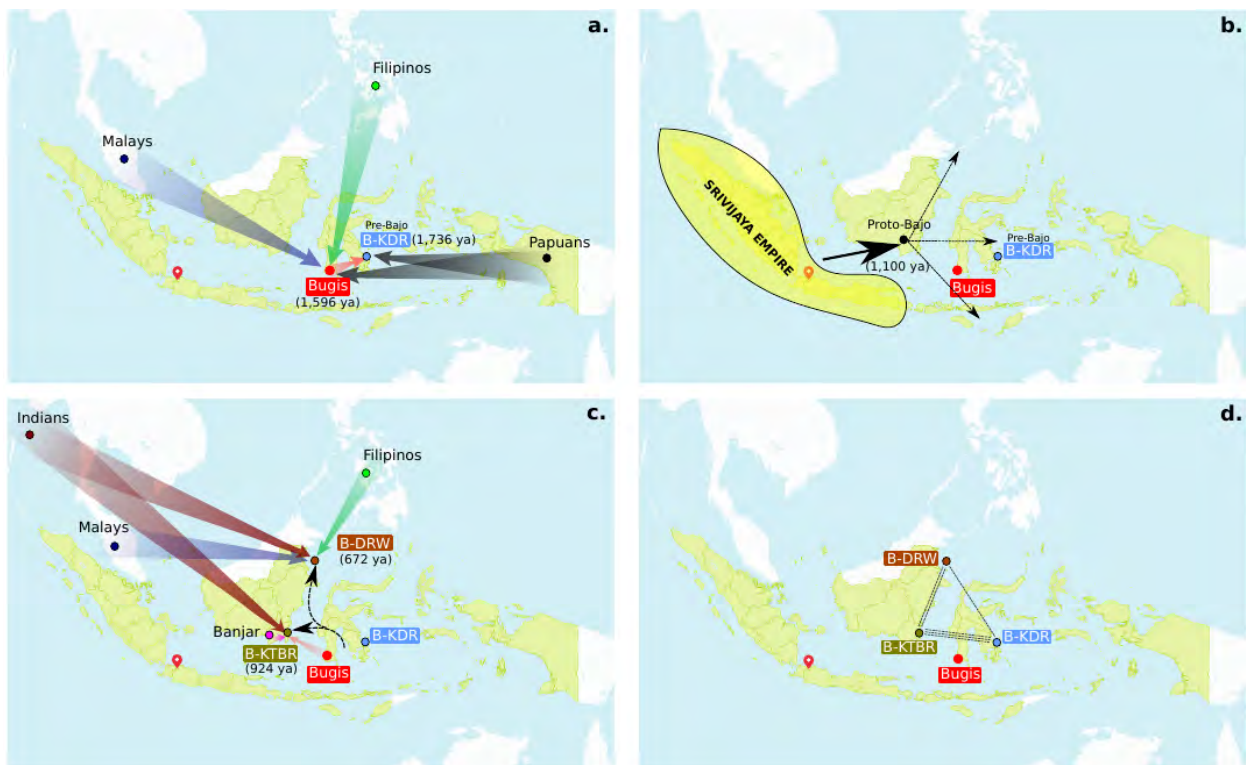 a.
Filipinos
Malays
Pre-Bajo
B-KDR (1,736 ya)
Papuans
Bugis
(1,596 ya)
b.
SRIVIJAYA EMPIRE
Proto-Bajo
(1,100 ya)
Pre-Bajo
B-KDR
Bugis
c.
Indians
Filipinos
Malays
B-DRW
(672 ya)
Banjar
B-KTBR
(924 ya)
B-KDR
Bugis
d.
B-DRW
B-KTBR
B-KDR
Bugis